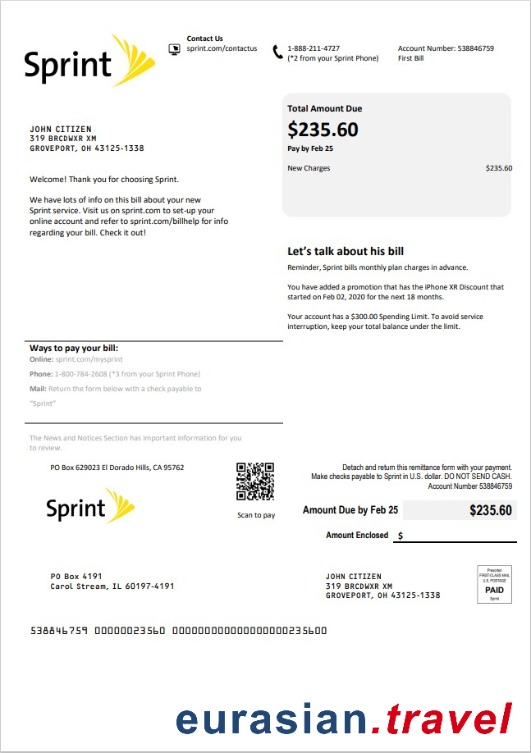 Sprint
Contact Us
sprint.com/contactus
1-888-211-4727
(*2 from your Sprint Phone)
Account Number: 538846759
First Bill
Total Amount Due
$235.60
Pay by Feb 25
New Charges $235.60
JOHN CITIZEN
319 BRCDWXR XM
GROVEPORT, OH 43125-1338
Welcome! Thank you for choosing Sprint.
We have lots of info on this bill about your new
Sprint service. Visit us on sprint.com to set-up your
online account and refer to sprint.com/billhelp for info
regarding your bill. Check it out!
Let's talk about his bill
Reminder, Sprint bills monthly plan charges in advance.
You have added a promotion that has the iPhone XR Discount that
started on Feb 02, 2020 for the next 18 months.
Your account has a $300.00 Spending Limit. To avoid service
interruption, keep your total balance under the limit.
Ways to pay your bill:
Online: sprint.com/mysprint
Phone: 1-800-784-2608 (*3 from your Sprint Phone)
Mail: Return the form below with a check payable to
"Sprint"
The News and Notices Section has important information for you
to review.
PO Box 629023 El Dorado Hills, CA 95762
Sprint
Scan to pay
Detach and return this remittance form with your payment.
Make checks payable to Sprint in U.S. dollar. DO NOT SEND CASH.
Account Number 538846759
Amount Due by Feb 25 $235.60
Amount Enclosed $
PO Box 4191
Carol Stream, IL 60197-4191
JOHN CITIZEN
319 BRCDWXR XM
GROVEPORT, OH 43125-1338
Presorted
FIRST-CLASS MAIL
U.S. POSTAGE
PAID
Sprint
538846759 00000023560 000000000000000000235600
eurasian.travel